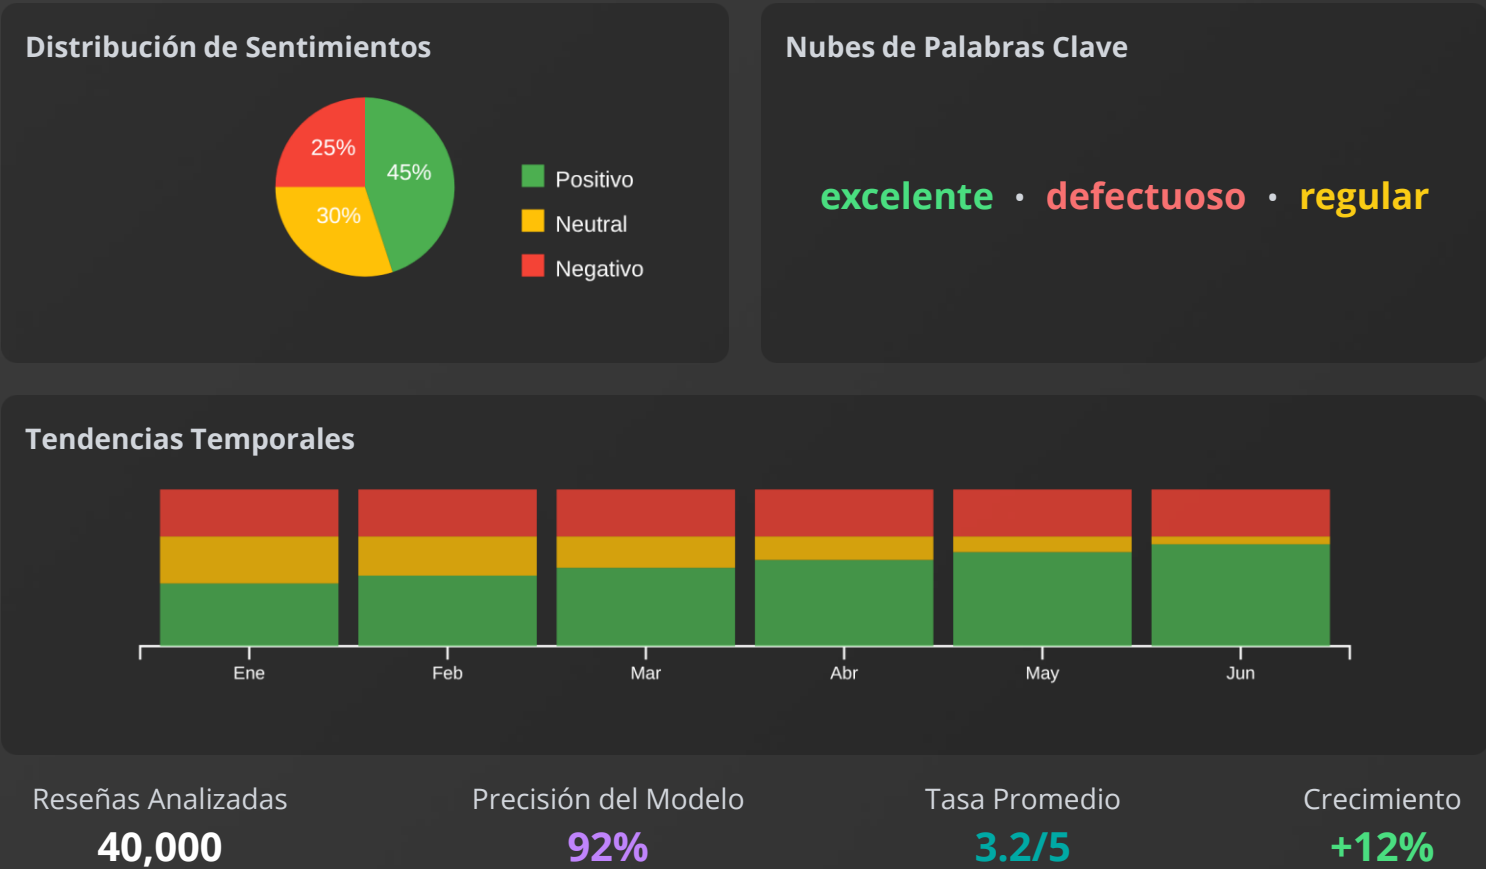 Distribución de Sentimientos
25%
45%
30%
Positivo
Neutral
Negativo
Nubes de Palabras Clave
excelente · defectuoso · regular
Tendencias Temporales
Ene Feb Mar Abr May Jun
Reseñas Analizadas
40,000
Precisión del Modelo
92%
Tasa Promedio
3.2/5
Crecimiento
+12%